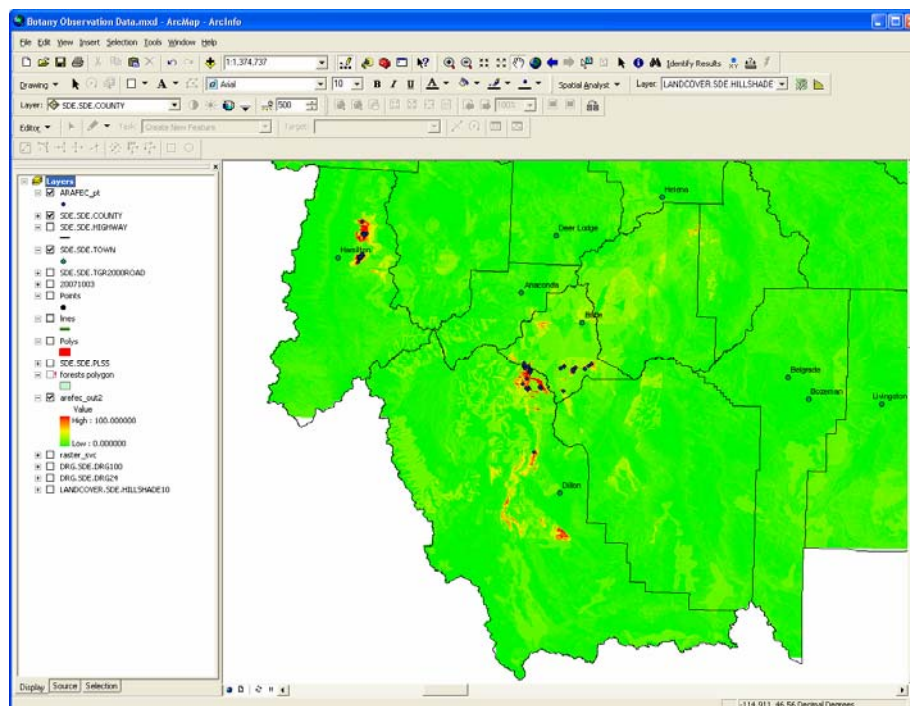 Botany Observation Data.mxd - ArcMap - ArcInfo
File Edit View Insert Selection Tools Window Help
1:1,374,737 Identify Results
Drawing Arial 10 B I U A Spatial Analyst Layer: LANDCOVER.SDE HILLSHADE
Layer: SDE.SDE.COUNTY 500 100%
Editor Task: Create New Feature Target:
Layers
ARAFEC_pt
SDE.SDE.COUNTY
SDE.SDE.HIGHWAY
SDE.SDE.TOWN
SDE.SDE.TGR2000ROAD
20071003
Points
lines
Polys
SDE.SDE.PLSS
forests polygon
arefec_out2
Value
High : 100.000000
Low : 0.000000
raster_svc
DRG.SDE.DRG100
DRG.SDE.DRG24
LANDCOVER.SDE.HILLSHADE10
Display Source Selection
Helena
Deer Lodge
Hamilton
Anaconda
Butte
Belgrade
Bozeman
Livingston
Dillon
-114.911 46.56 Decimal Degrees